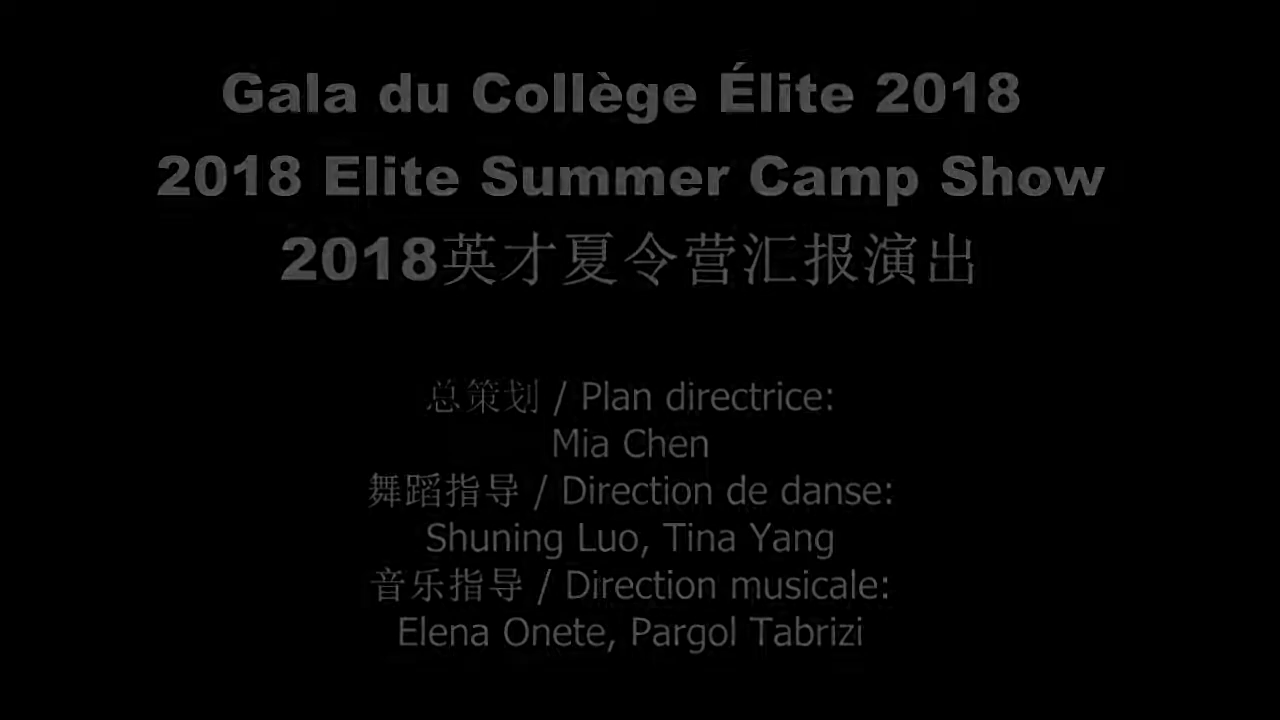 Gala du Collège Élite 2018
2018 Elite Summer Camp Show
2018英才夏令营汇报演出
总策划 / Plan directrice:
Mia Chen
舞蹈指导 / Direction de danse:
Shuning Luo, Tina Yang
音乐指导 / Direction musicale:
Elena Onete, Pargol Tabrizi